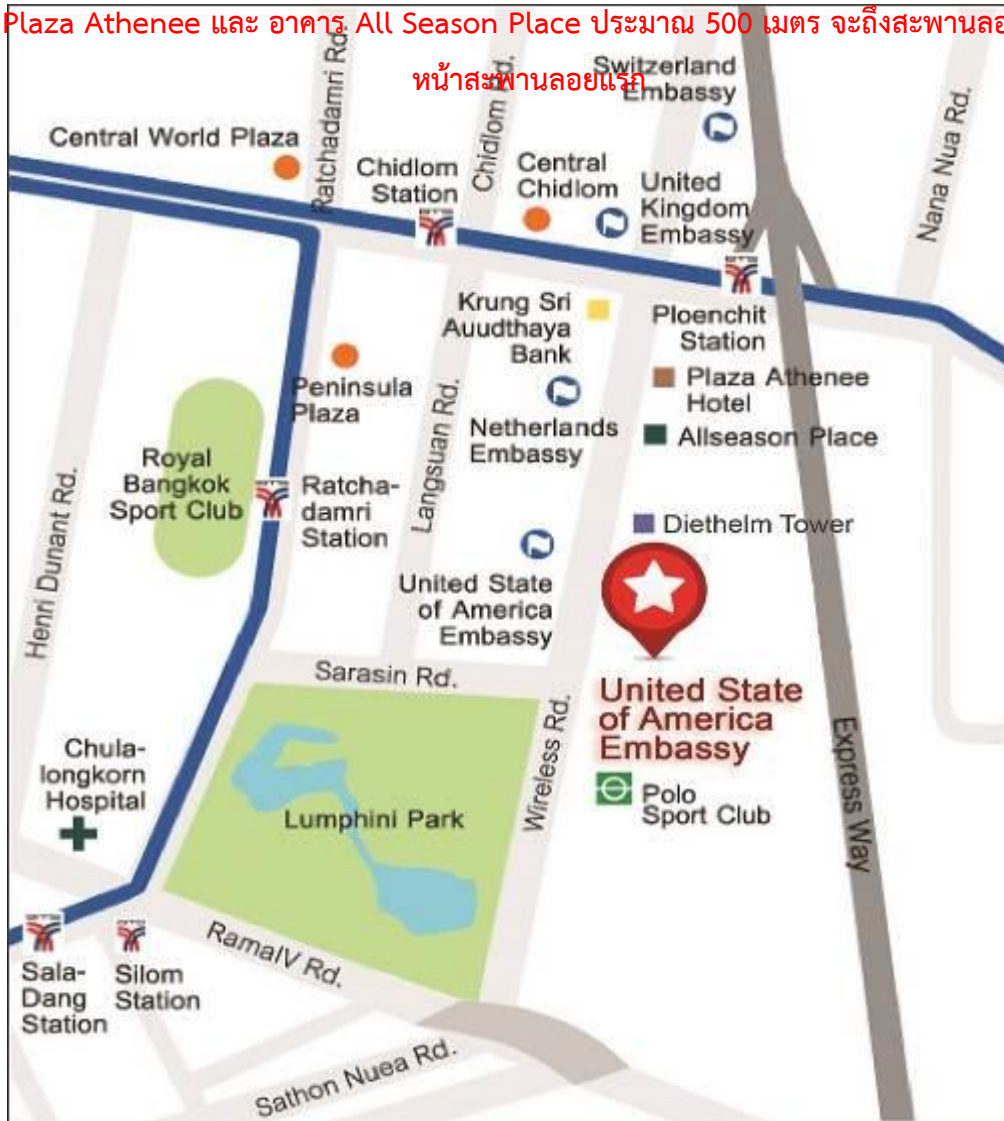 Plaza Athenee และ อาคาร All Season Place ประมาณ 500 เมตร จะถึงสะพานลอ
หน้าสะพานลอยแรก
Switzerland
Embassy
Ratchadamri Rd.
Chidlom Rd.
Nana Nua Rd.
Central World Plaza
Chidlom
Station
Central
Chidlom
United
Kingdom
Embassy
Krung Sri
Auudthaya
Bank
Ploenchit
Station
Peninsula
Plaza
Plaza Athenee
Hotel
Netherlands
Embassy
Allseason Place
Langsuan Rd.
Royal
Bangkok
Sport Club
Ratcha-
damri
Station
Henri Dunant Rd.
Diethelm Tower
United State
of America
Embassy
Sarasin Rd.
United State
of America
Embassy
Wireless Rd.
Express Way
Chula-
longkorn
Hospital
Lumphini Park
Polo
Sport Club
RamaIV Rd.
Sala-
Dang
Station
Silom
Station
Sathon Nuea Rd.